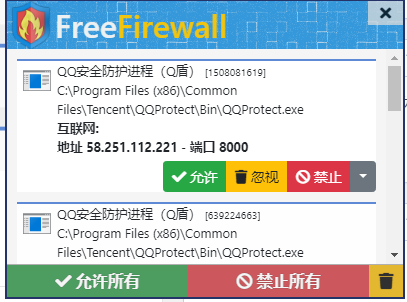 FreeFirewall
QQ安全防护进程（Q盾） [1508081619]
C:\Program Files (x86)\Common
Files\Tencent\QQProtect\Bin\QQProtect.exe
互联网:
地址 58.251.112.221 - 端口 8000
允许 忽视 禁止
QQ安全防护进程（Q盾） [639224663]
C:\Program Files (x86)\Common
Files\Tencent\QQProtect\Bin\QQProtect.exe
允许所有 禁止所有